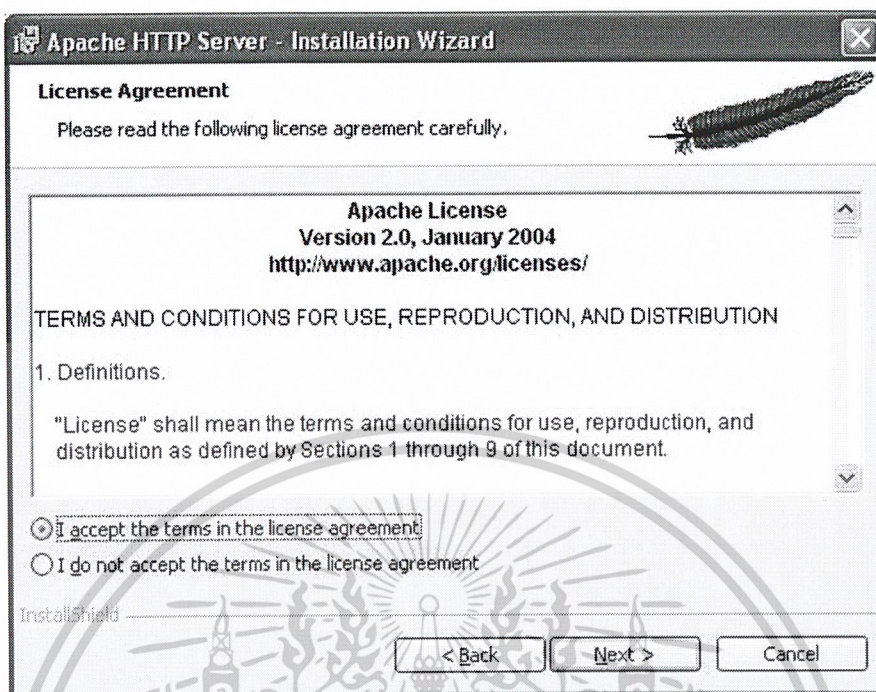 Apache HTTP Server - Installation Wizard
License Agreement
Please read the following license agreement carefully.
Apache License
Version 2.0, January 2004
http://www.apache.org/licenses/
TERMS AND CONDITIONS FOR USE, REPRODUCTION, AND DISTRIBUTION
1. Definitions.
"License" shall mean the terms and conditions for use, reproduction, and
distribution as defined by Sections 1 through 9 of this document.
I accept the terms in the license agreement
I do not accept the terms in the license agreement
InstallShield
< Back
Next >
Cancel